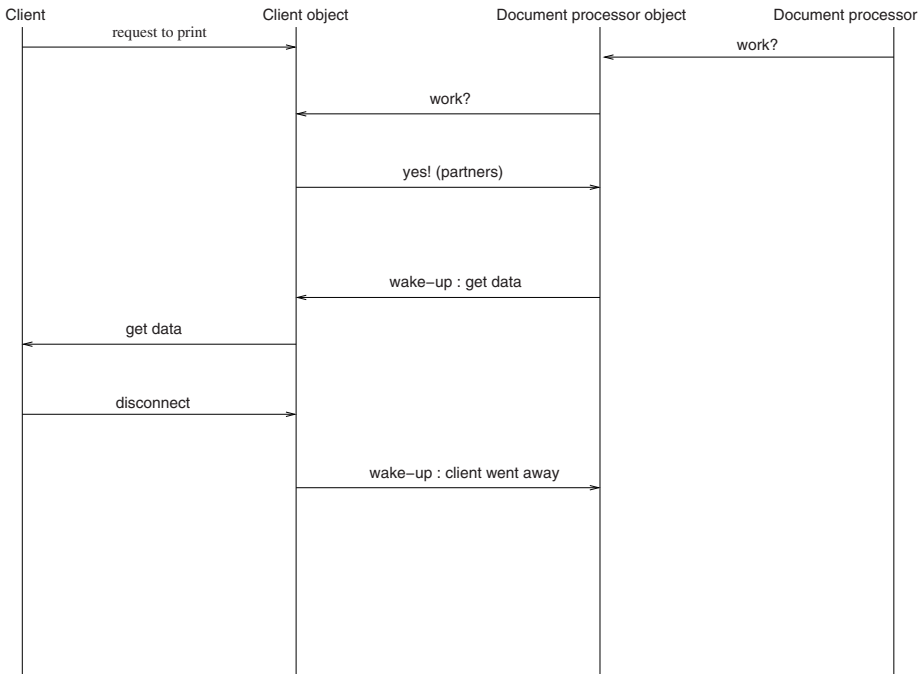 Client
Client object
Document processor object
Document processor
request to print
work?
work?
yes! (partners)
wake−up : get data
get data
disconnect
wake−up : client went away